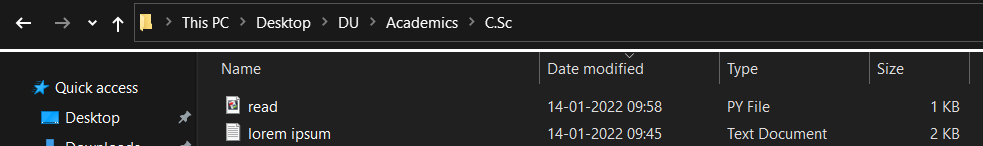 This PC > Desktop > DU > Academics > C.Sc
Name Date modified Type Size
Quick access
read 14-01-2022 09:58 PY File 1 KB
Desktop
lorem ipsum 14-01-2022 09:45 Text Document 2 KB